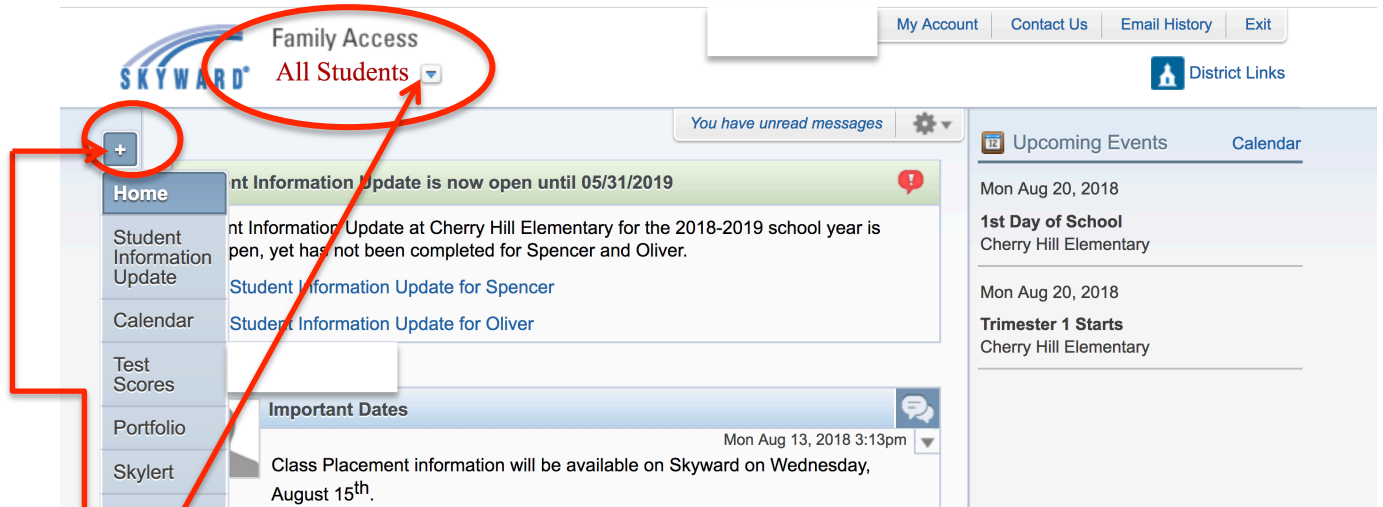 My Account Contact Us Email History Exit
Family Access
SKYWARD®
All Students
District Links
You have unread messages
+
Home
Student
Information
Update
Calendar
Test
Scores
Portfolio
Skylert
nt Information Update is now open until 05/31/2019
nt Information Update at Cherry Hill Elementary for the 2018-2019 school year is
pen, yet has not been completed for Spencer and Oliver.
Student Information Update for Spencer
Student Information Update for Oliver
Important Dates
Mon Aug 13, 2018 3:13pm
Class Placement information will be available on Skyward on Wednesday,
August 15th.
12
Upcoming Events Calendar
Mon Aug 20, 2018
1st Day of School
Cherry Hill Elementary
Mon Aug 20, 2018
Trimester 1 Starts
Cherry Hill Elementary